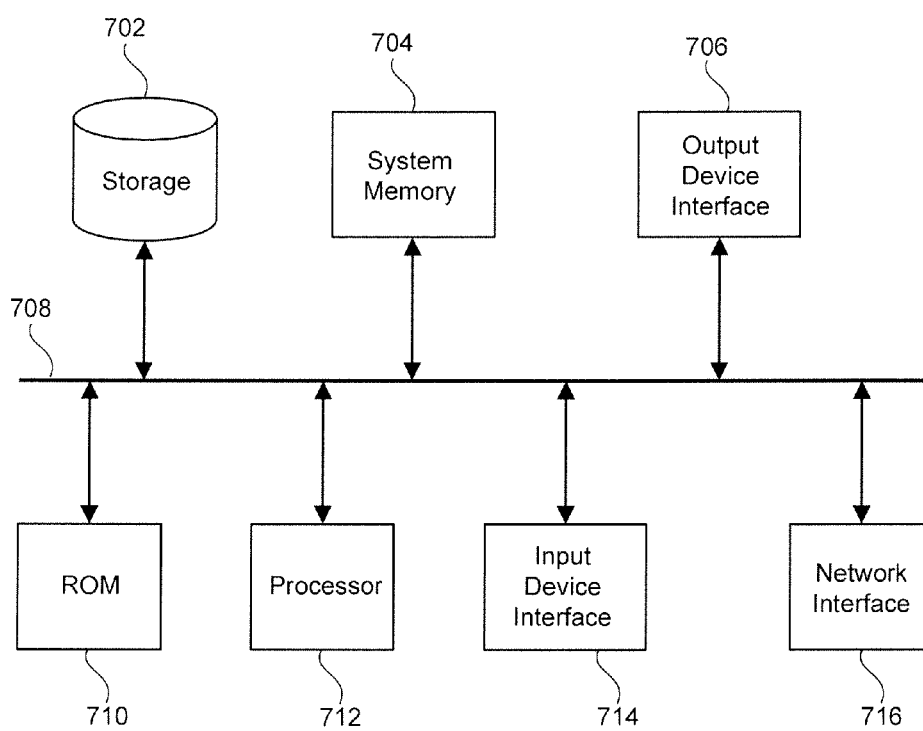 702
704
706
Storage
System
Memory
Output
Device
Interface
708
ROM
Processor
Input
Device
Interface
Network
Interface
710
712
714
716